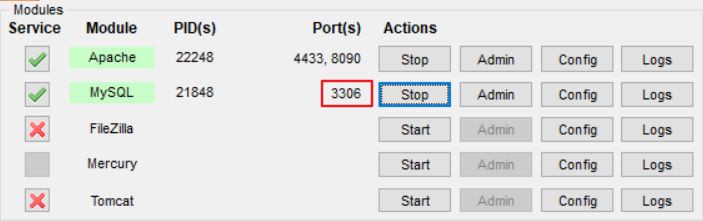 Modules
Service Module PID(s) Port(s) Actions
Apache 22248 4433, 8090 Stop Admin Config Logs
MySQL 21848 3306 Stop Admin Config Logs
FileZilla Start Admin Config Logs
Mercury Start Admin Config Logs
Tomcat Start Admin Config Logs